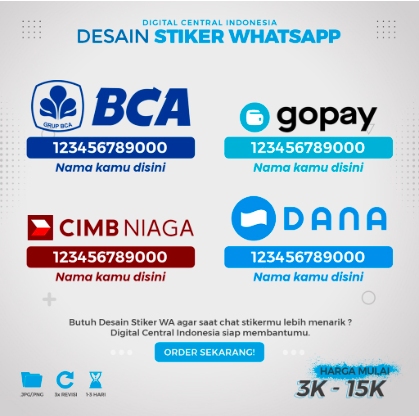 DIGITAL CENTRAL INDONESIA
DESAIN STIKER WHATSAPP
BCA
GRUP BCA
123456789000
Nama kamu disini
gopay
123456789000
Nama kamu disini
CIMB NIAGA
123456789000
Nama kamu disini
DANA
123456789000
Nama kamu disini
Butuh Desain Stiker WA agar saat chat stikermu lebih menarik ?
Digital Central Indonesia siap membantumu.
ORDER SEKARANG!
JPG/PNG
3x REVISI
1-3 HARI
HARGA MULAI
3K - 15K